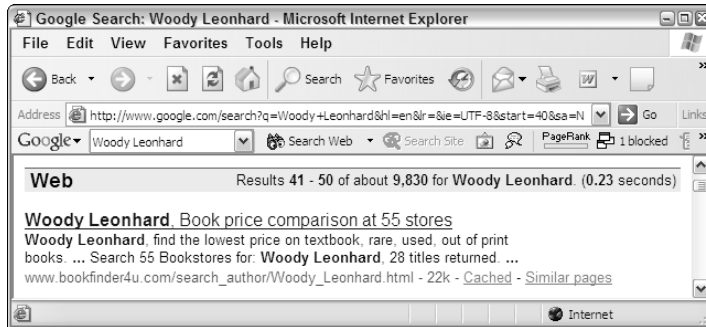 Google Search: Woody Leonhard - Microsoft Internet Explorer
File Edit View Favorites Tools Help
Back Search Favorites W
Address http://www.google.com/search?q=Woody+Leonhard&hl=en&lr=&ie=UTF-8&start=40&sa=N Go Links
Google Woody Leonhard Search Web Search Site PageRank 1 blocked
Web Results 41 - 50 of about 9,830 for Woody Leonhard. (0.23 seconds)
Woody Leonhard, Book price comparison at 55 stores
Woody Leonhard, find the lowest price on textbook, rare, used, out of print
books. ... Search 55 Bookstores for: Woody Leonhard, 28 titles returned. ...
www.bookfinder4u.com/search_author/Woody_Leonhard.html - 22k - Cached - Similar pages
Internet